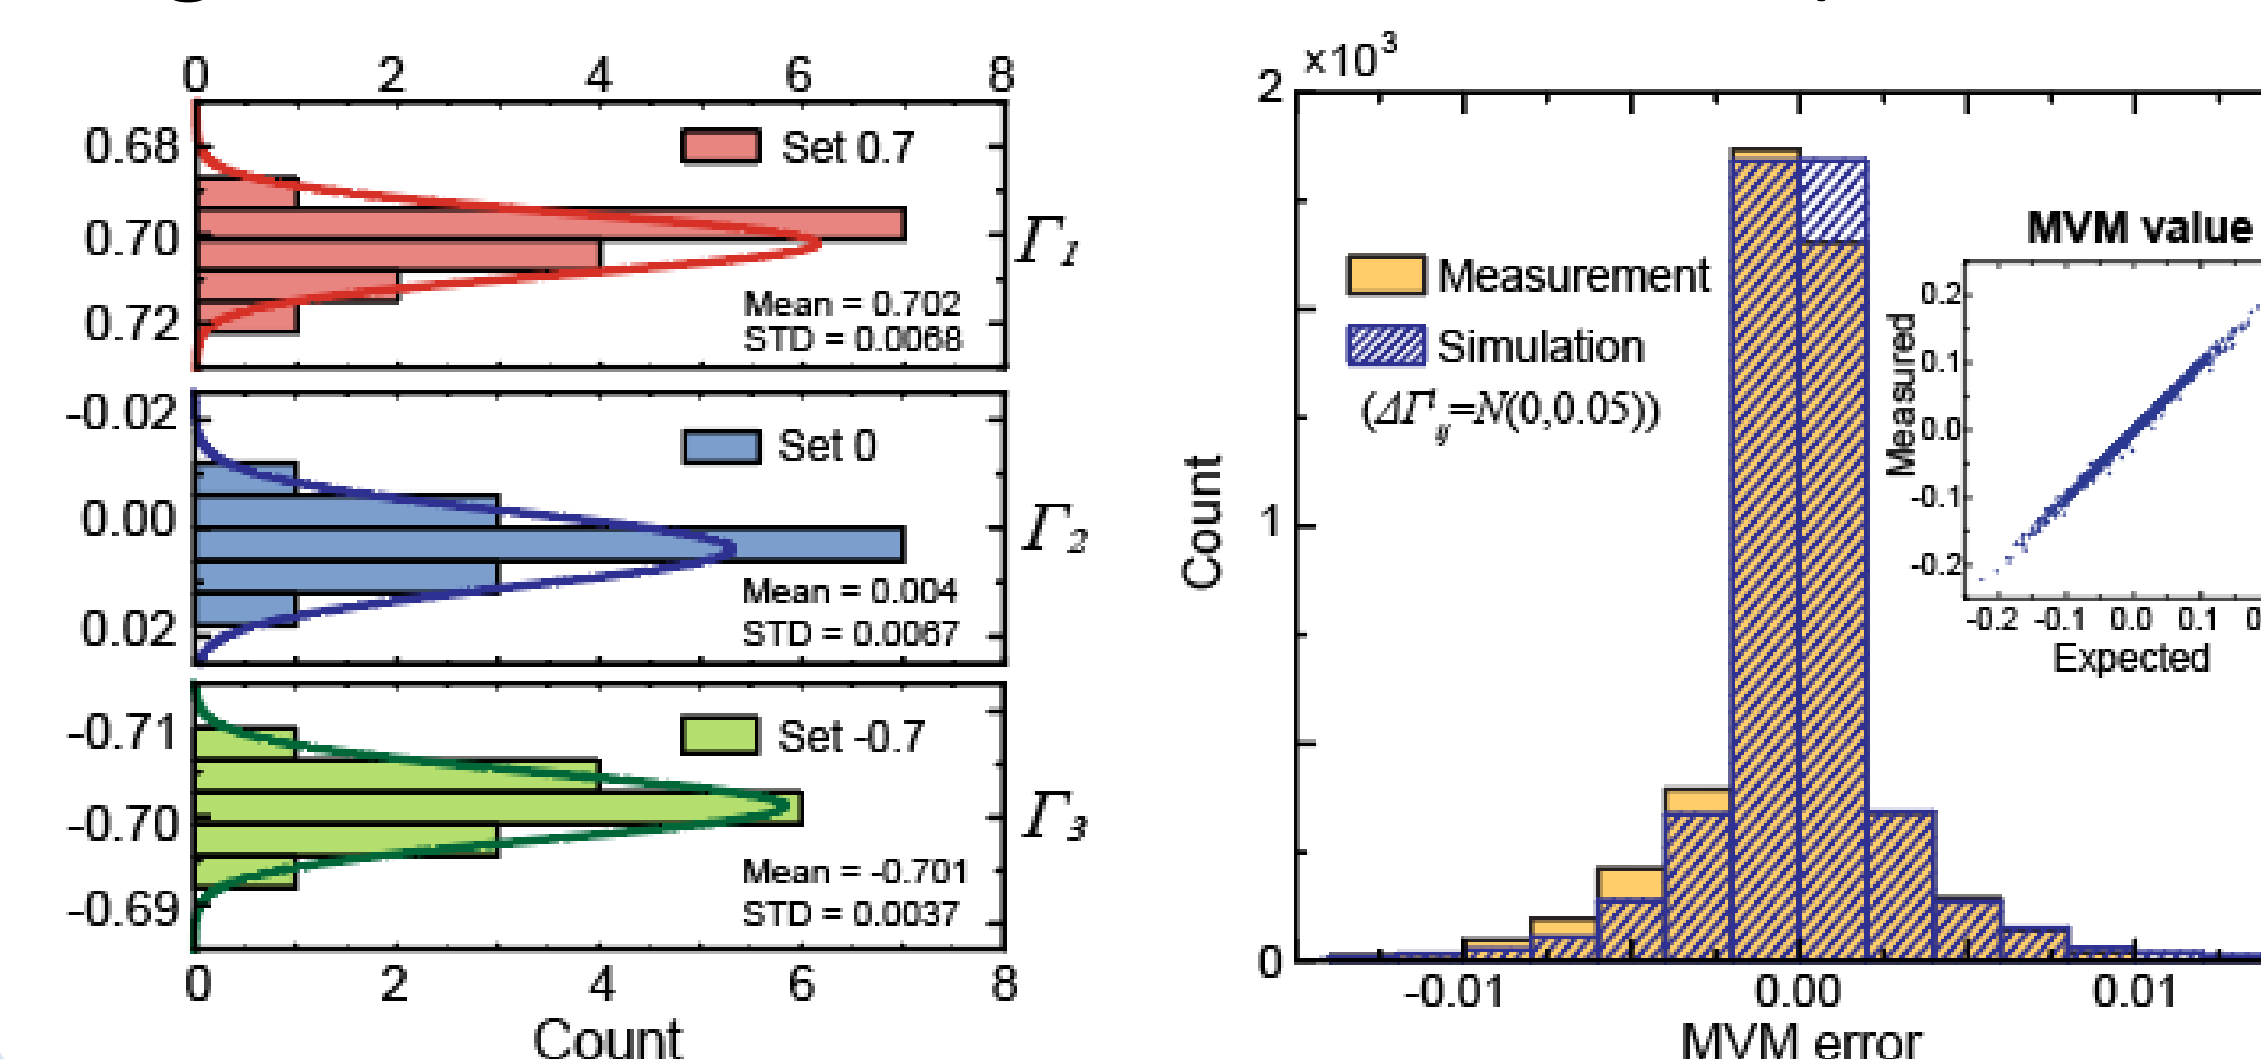 0 2 4 6 8
0.68
0.70
0.72
Set 0.7
Mean = 0.702
STD = 0.0068
Γ1
-0.02
0.00
0.02
Set 0
Mean = 0.004
STD = 0.0067
Γ2
-0.71
-0.70
-0.69
Set -0.7
Mean = -0.701
STD = 0.0037
Γ3
0 2 4 6 8
Count
×10³
2
1
0
Count
Measurement
Simulation
(ΔΓᵗij=N(0,0.05))
MVM value
0.2
0.1
0.0
-0.1
-0.2
Measured
-0.2 -0.1 0.0 0.1
Expected
-0.01 0.00 0.01
MVM error